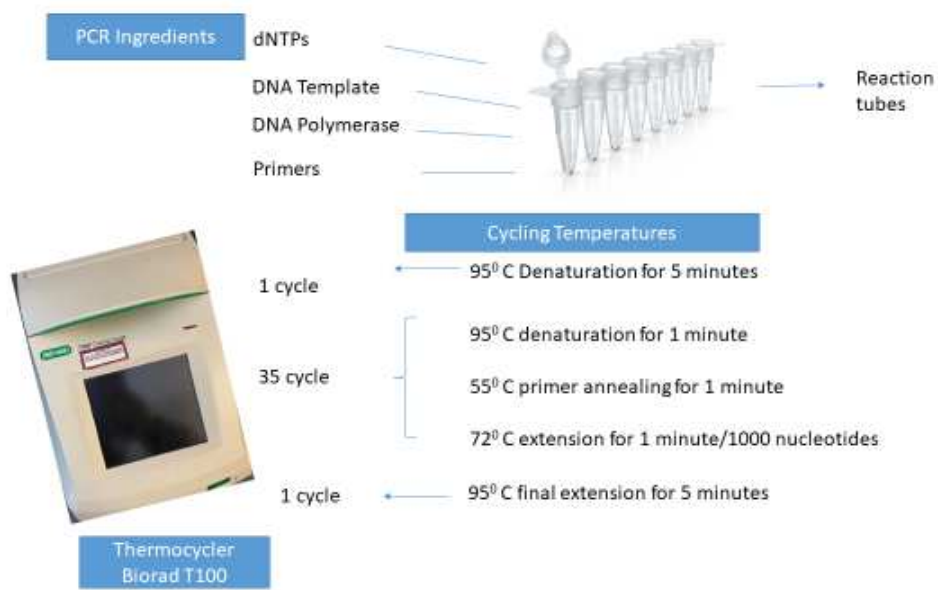 PCR Ingredients
dNTPs
DNA Template
DNA Polymerase
Primers
Reaction
tubes
Cycling Temperatures
1 cycle
95⁰ C Denaturation for 5 minutes
35 cycle
95⁰ C denaturation for 1 minute
55⁰ C primer annealing for 1 minute
72⁰ C extension for 1 minute/1000 nucleotides
1 cycle
95⁰ C final extension for 5 minutes
Thermocycler
Biorad T100